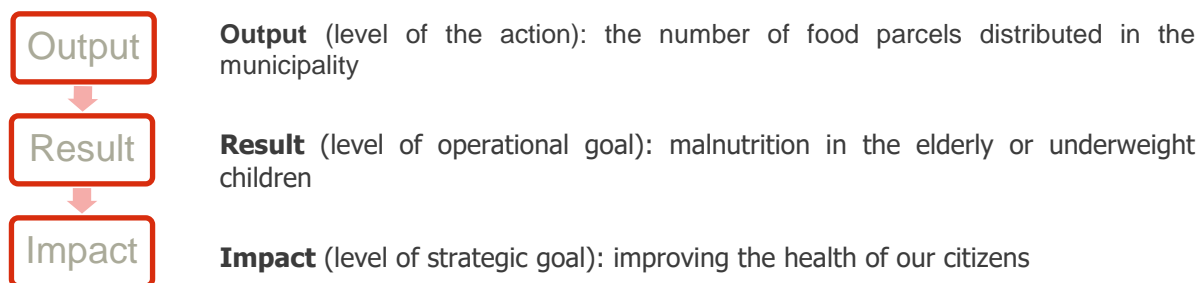 Output
Output (level of the action): the number of food parcels distributed in the
municipality
Result
Result (level of operational goal): malnutrition in the elderly or underweight
children
Impact
Impact (level of strategic goal): improving the health of our citizens